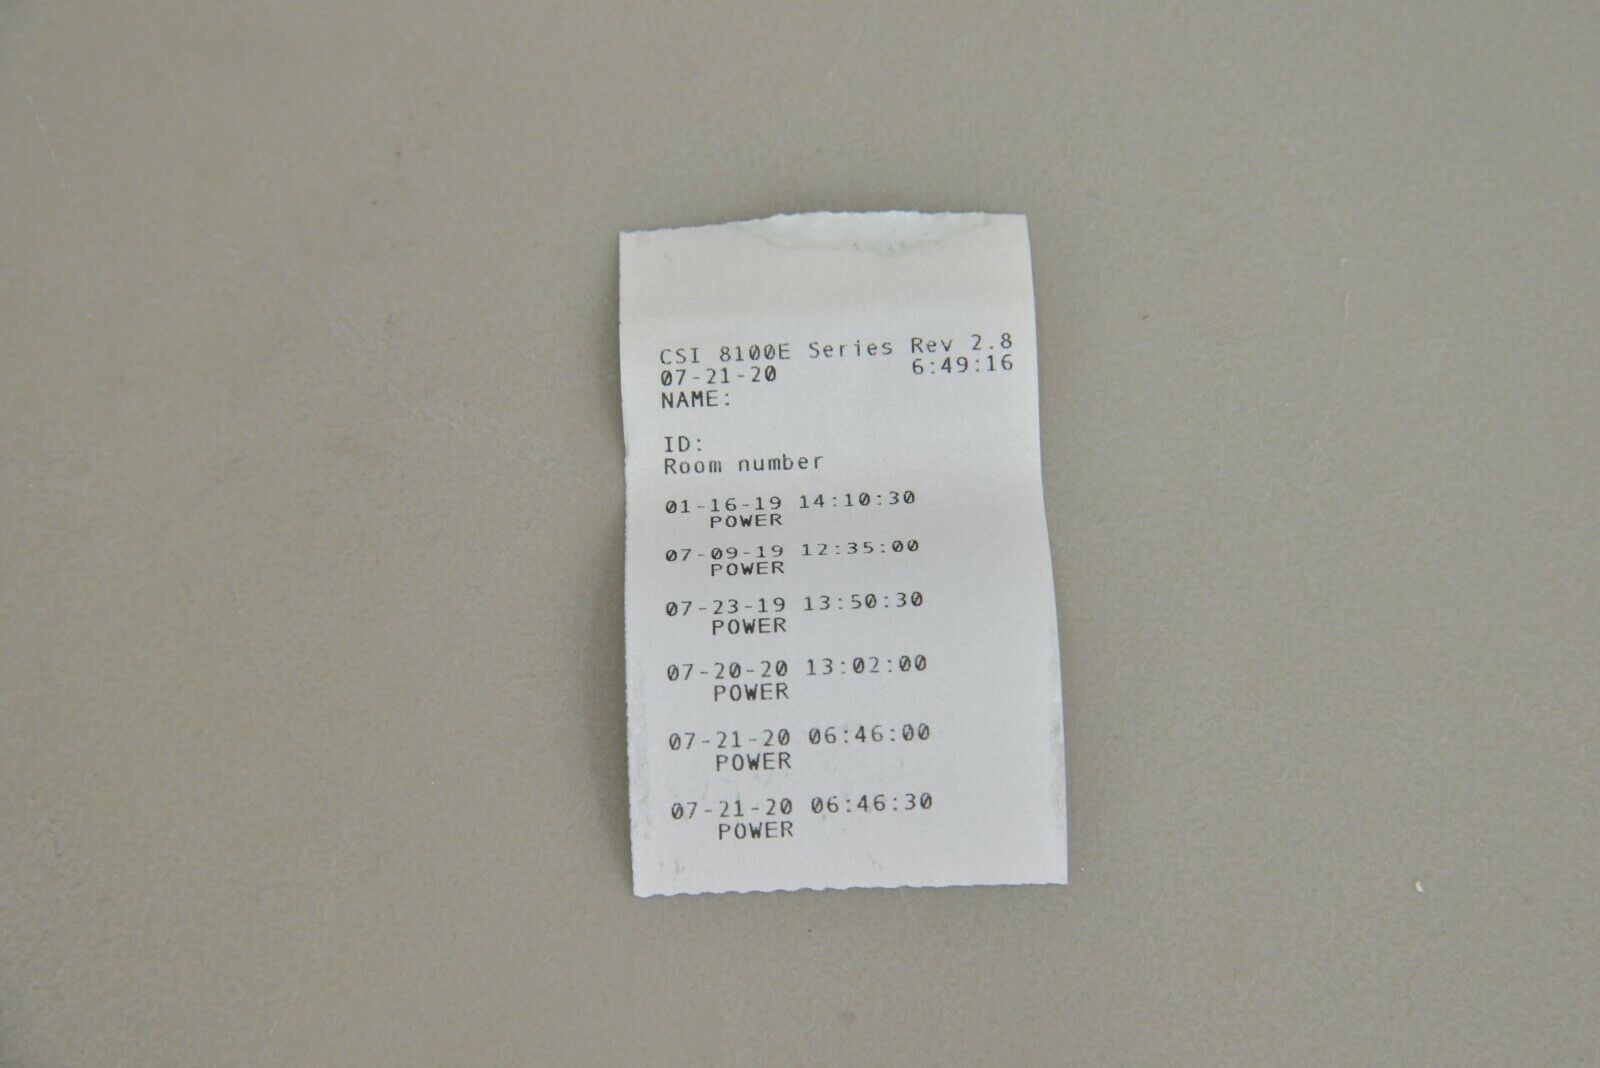 CSI 8100E Series Rev 2.8
07-21-20 6:49:16
NAME:
ID:
Room number
01-16-19 14:10:30
POWER
07-09-19 12:35:00
POWER
07-23-19 13:50:30
POWER
07-20-20 13:02:00
POWER
07-21-20 06:46:00
POWER
07-21-20 06:46:30
POWER